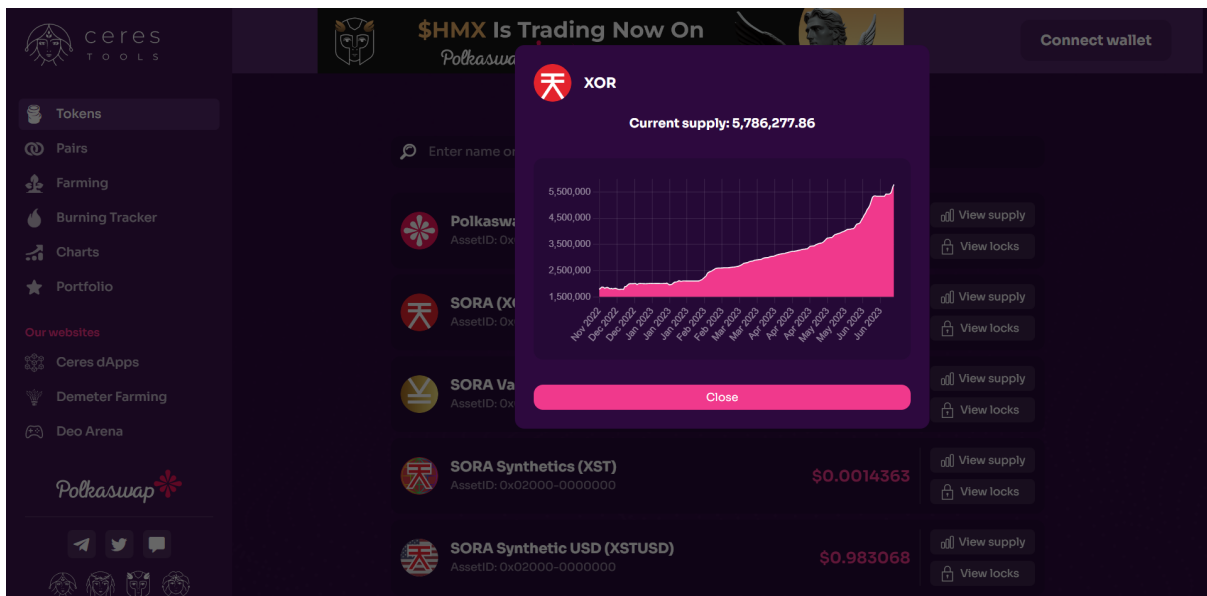 ceres
TOOLS
$HMX Is Trading Now On
Polkaswa
Connect wallet
Tokens
Pairs
Farming
Burning Tracker
Charts
Portfolio
Our websites
Ceres dApps
Demeter Farming
Deo Arena
Polkaswap
XOR
Current supply: 5,786,277.86
5,500,000
4,500,000
3,500,000
2,500,000
1,500,000
Nov 2022
Dec 2022
Dec 2022
Jan 2023
Jan 2023
Jan 2023
Feb 2023
Feb 2023
Mar 2023
Mar 2023
Apr 2023
Apr 2023
Apr 2023
May 2023
May 2023
Jun 2023
Jun 2023
Close
Enter name or
Polkaswa
AssetID: 0x
View supply
View locks
SORA (XO
AssetID: 0x
View supply
View locks
SORA Va
AssetID: 0x
View supply
View locks
SORA Synthetics (XST)
AssetID: 0x02000-0000000
$0.0014363
View supply
View locks
SORA Synthetic USD (XSTUSD)
AssetID: 0x02000-0000000
$0.983068
View supply
View locks